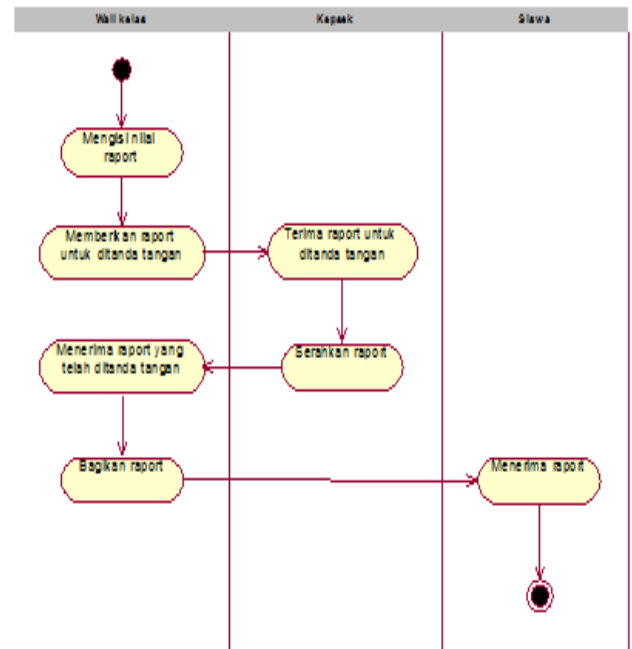 Wali kelas
Kepsek
Siswa
Mengisi nilai
raport
Memberikan raport
untuk ditanda tangan
Terima raport untuk
ditanda tangan
Serahkan raport
Menerima raport yang
telah ditanda tangan
Bagikan raport
Menerima raport